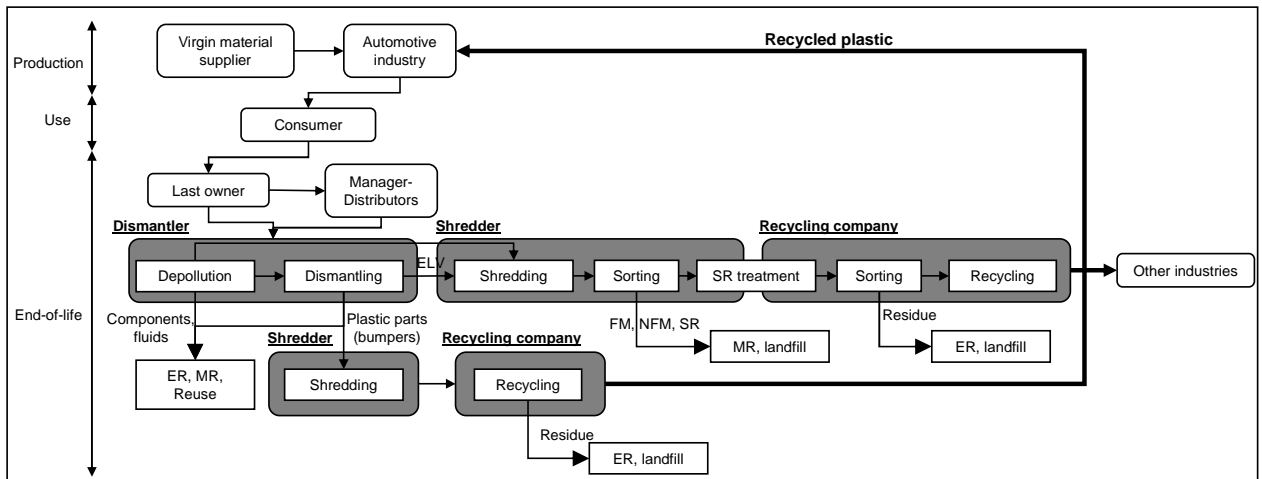 Production
Virgin material
supplier
Automotive
industry
Recycled plastic
Use
Consumer
Last owner
Manager-
Distributors
Dismantler
Shredder
Recycling company
Depollution
Dismantling
ELV
Shredding
Sorting
SR treatment
Sorting
Recycling
Other industries
End-of-life
Components,
fluids
Plastic parts
(bumpers)
FM, NFM, SR
Residue
Shredder
Recycling company
MR, landfill
ER, landfill
ER, MR,
Reuse
Shredding
Recycling
Residue
ER, landfill